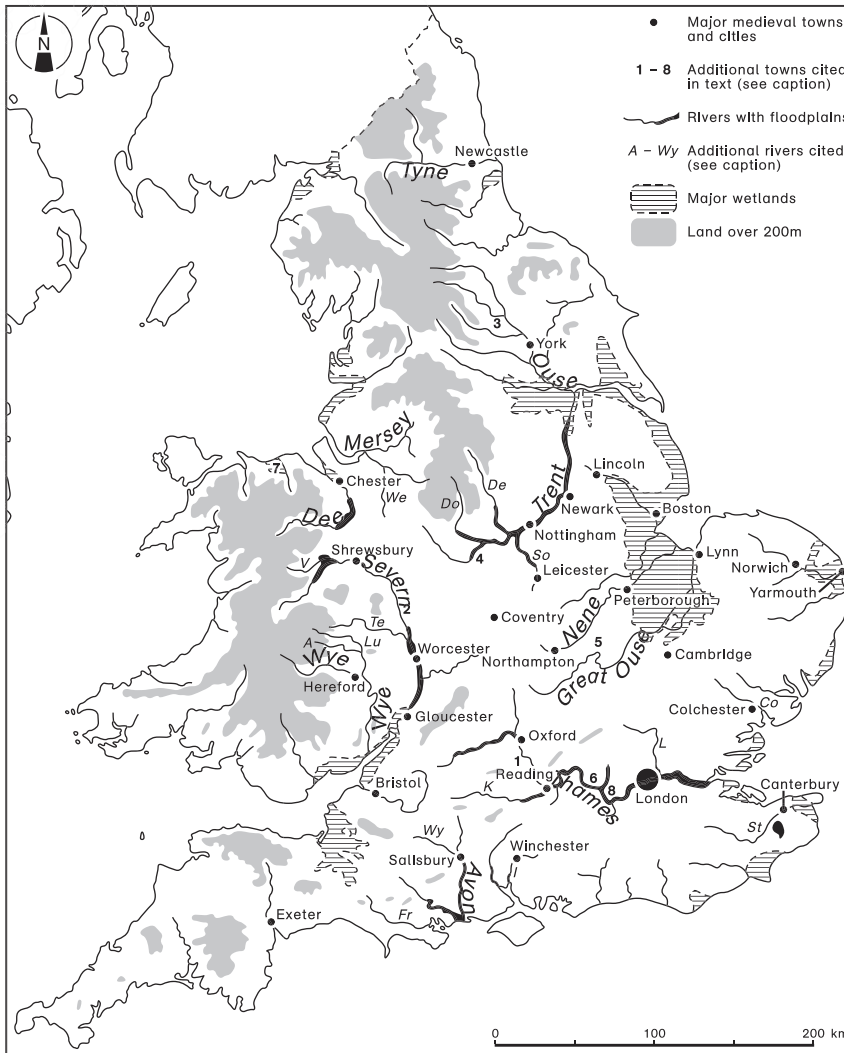 N
Major medieval towns
and cities
1 – 8 Additional towns cited
in text (see caption)
Rivers with floodplains
A – Wy Additional rivers cited
(see caption)
Major wetlands
Land over 200m
Newcastle
Tyne
3
York
Ouse
Mersey
7
Chester
We
Dee
Do
De
Trent
Lincoln
Newark
Boston
Nottingham
4
So
Leicester
Lynn
Norwich
Yarmouth
V
Shrewsbury
Severn
Peterborough
Coventry
Nene
Te
Lu
A
Wye
Worcester
Northampton
5
Great Ouse
Cambridge
Hereford
Wye
Gloucester
Colchester
Co
Oxford
1
L
Reading
6
8
Thames
London
K
Bristol
Canterbury
St
Wy
Salisbury
Winchester
Avon
Fr
Exeter
0
100
200 km